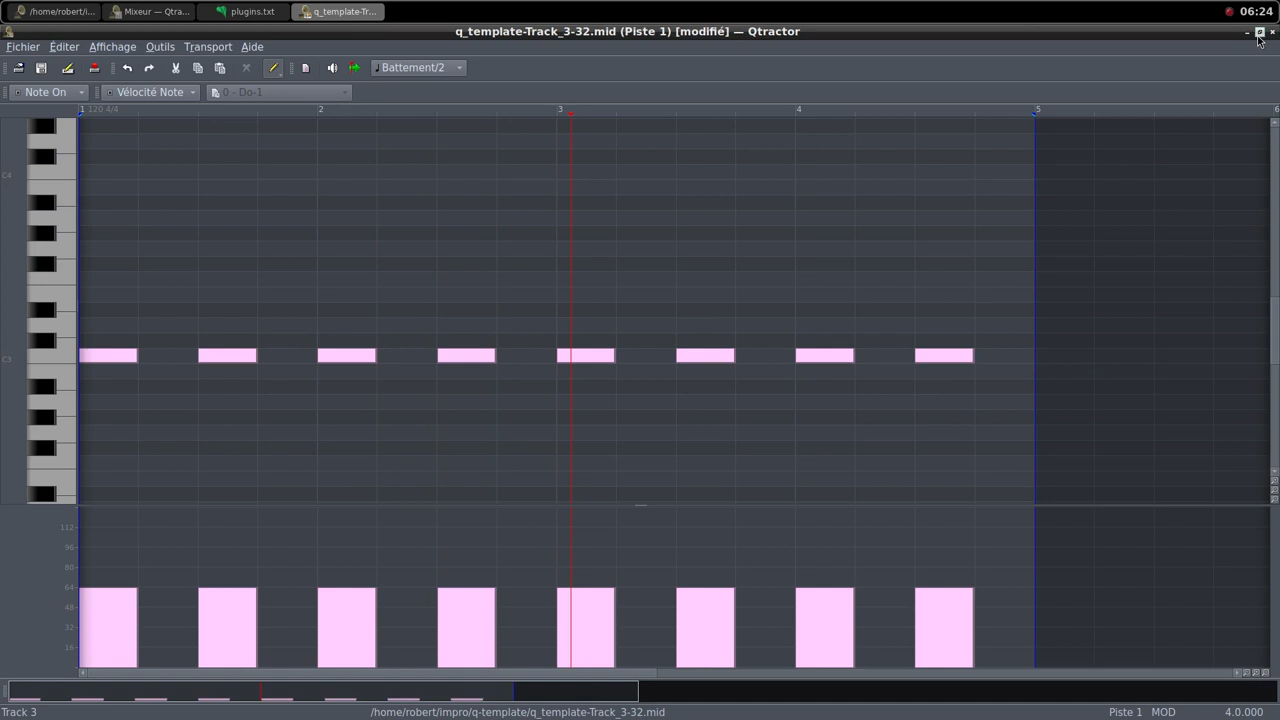 /home/robert/i...
Mixeur — Qtra...
plugins.txt
q_template-Tr...
06:24
q_template-Track_3-32.mid (Piste 1) [modifié] — Qtractor
Fichier Éditer Affichage Outils Transport Aide
Battement/2
Note On Vélocité Note 0 - Do-1
1 120 4/4 2 3 4 5 6
C4
C3
112
96
80
64
48
32
16
Track 3 /home/robert/impro/q-template/q_template-Track_3-32.mid Piste 1 MOD 4.0.000